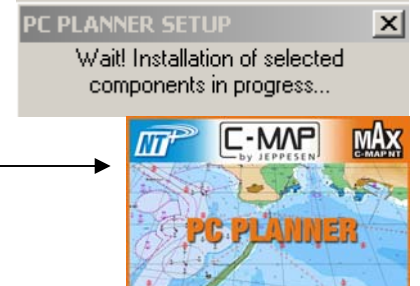 PC PLANNER SETUP
Wait! Installation of selected
components in progress...
NT+
C-MAP
by JEPPESEN
MAX
C-MAP NT
PC PLANNER